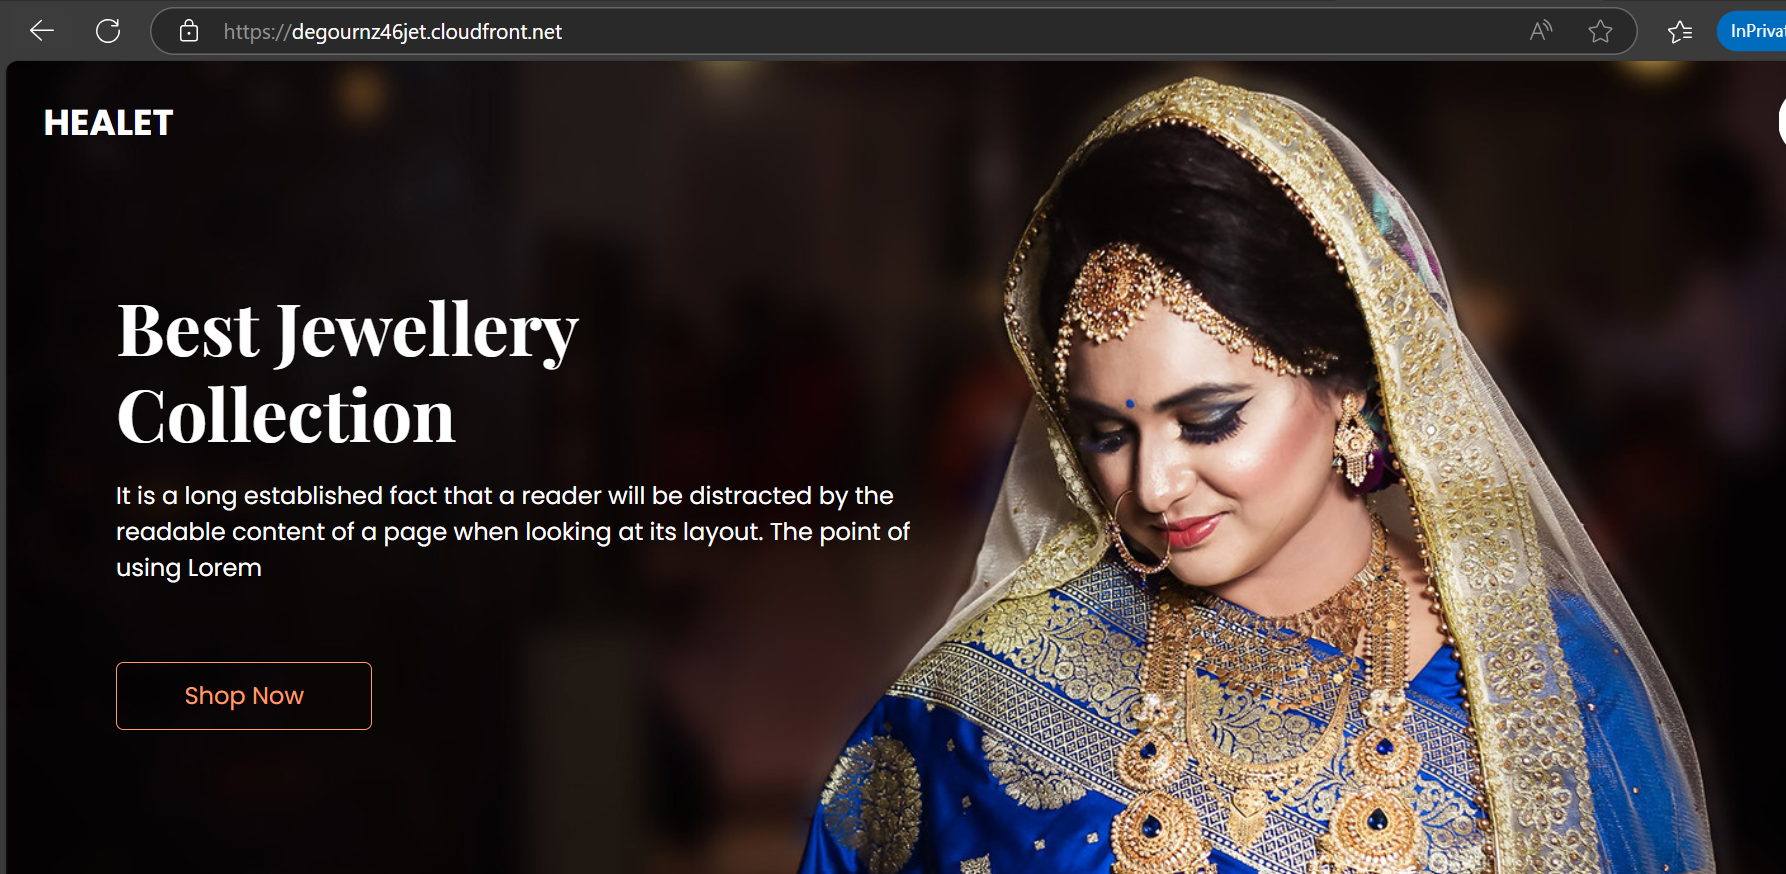 https://degournz46jet.cloudfront.net
InPrivat
HEALET
Best Jewellery
Collection
It is a long established fact that a reader will be distracted by the
readable content of a page when looking at its layout. The point of
using Lorem
Shop Now